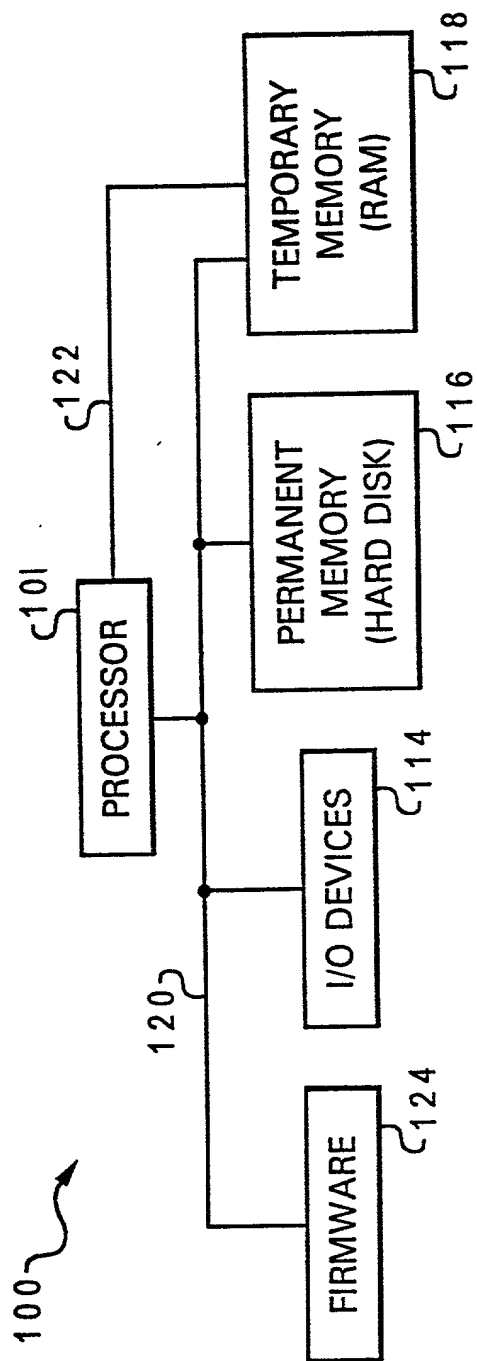 100
101
PROCESSOR
122
120
FIRMWARE
124
I/O DEVICES
114
PERMANENT
MEMORY
(HARD DISK)
116
TEMPORARY
MEMORY
(RAM)
118